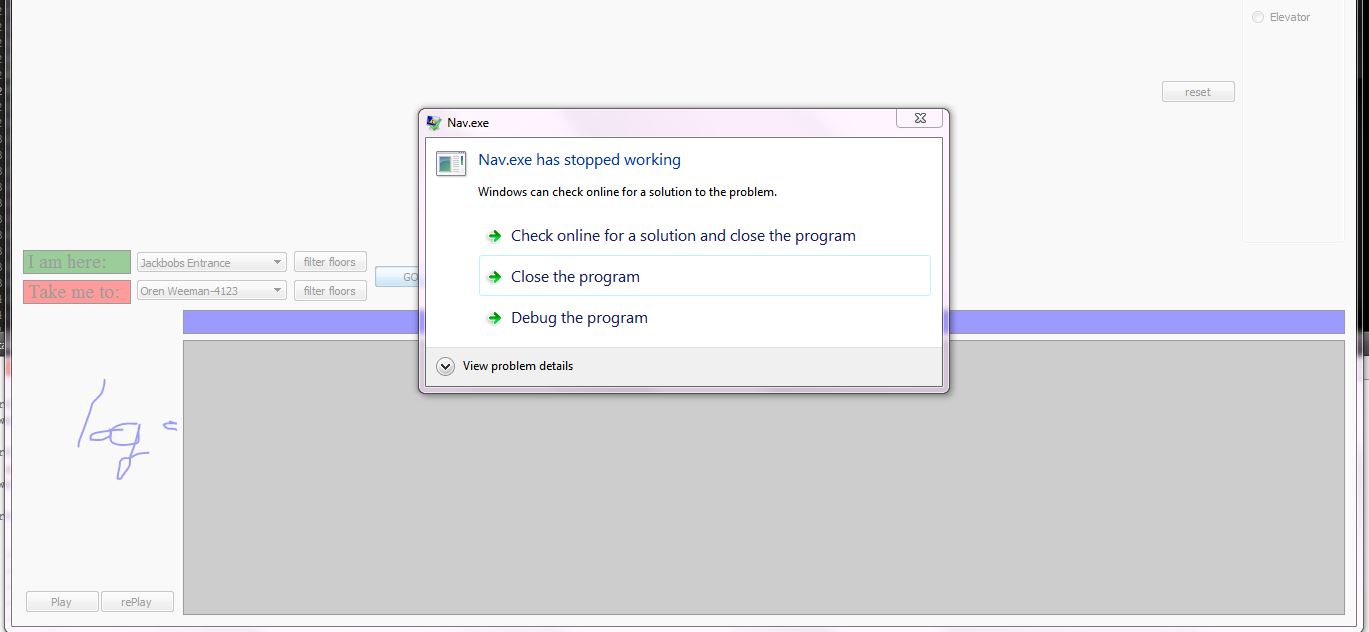 Elevator
reset
Nav.exe
Nav.exe has stopped working
Windows can check online for a solution to the problem.
Check online for a solution and close the program
Close the program
Debug the program
View problem details
I am here:
Jackbobs Entrance
filter floors
GO
Take me to:
Oren Weeman-4123
filter floors
log =
Play
rePlay